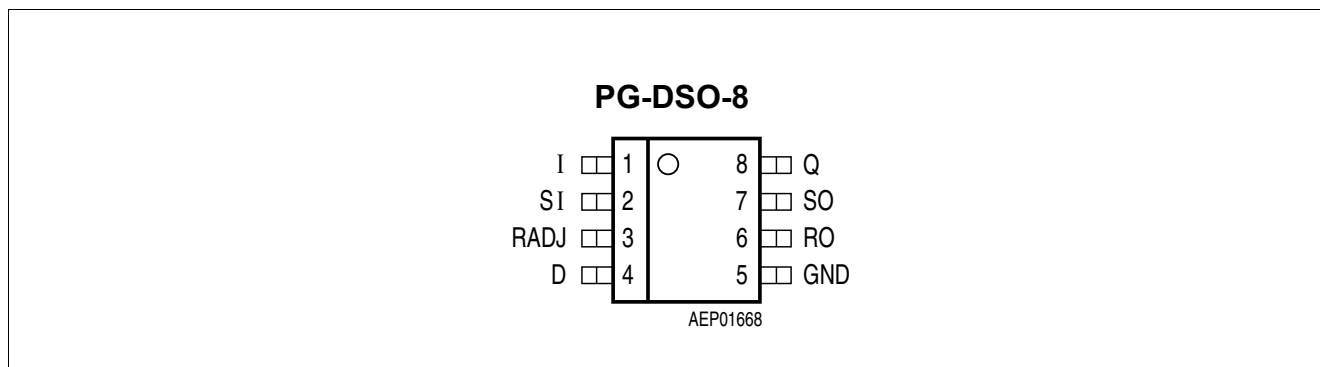 PG-DSO-8
I 1 8 Q
SI 2 7 SO
RADJ 3 6 RO
D 4 5 GND
AEP01668